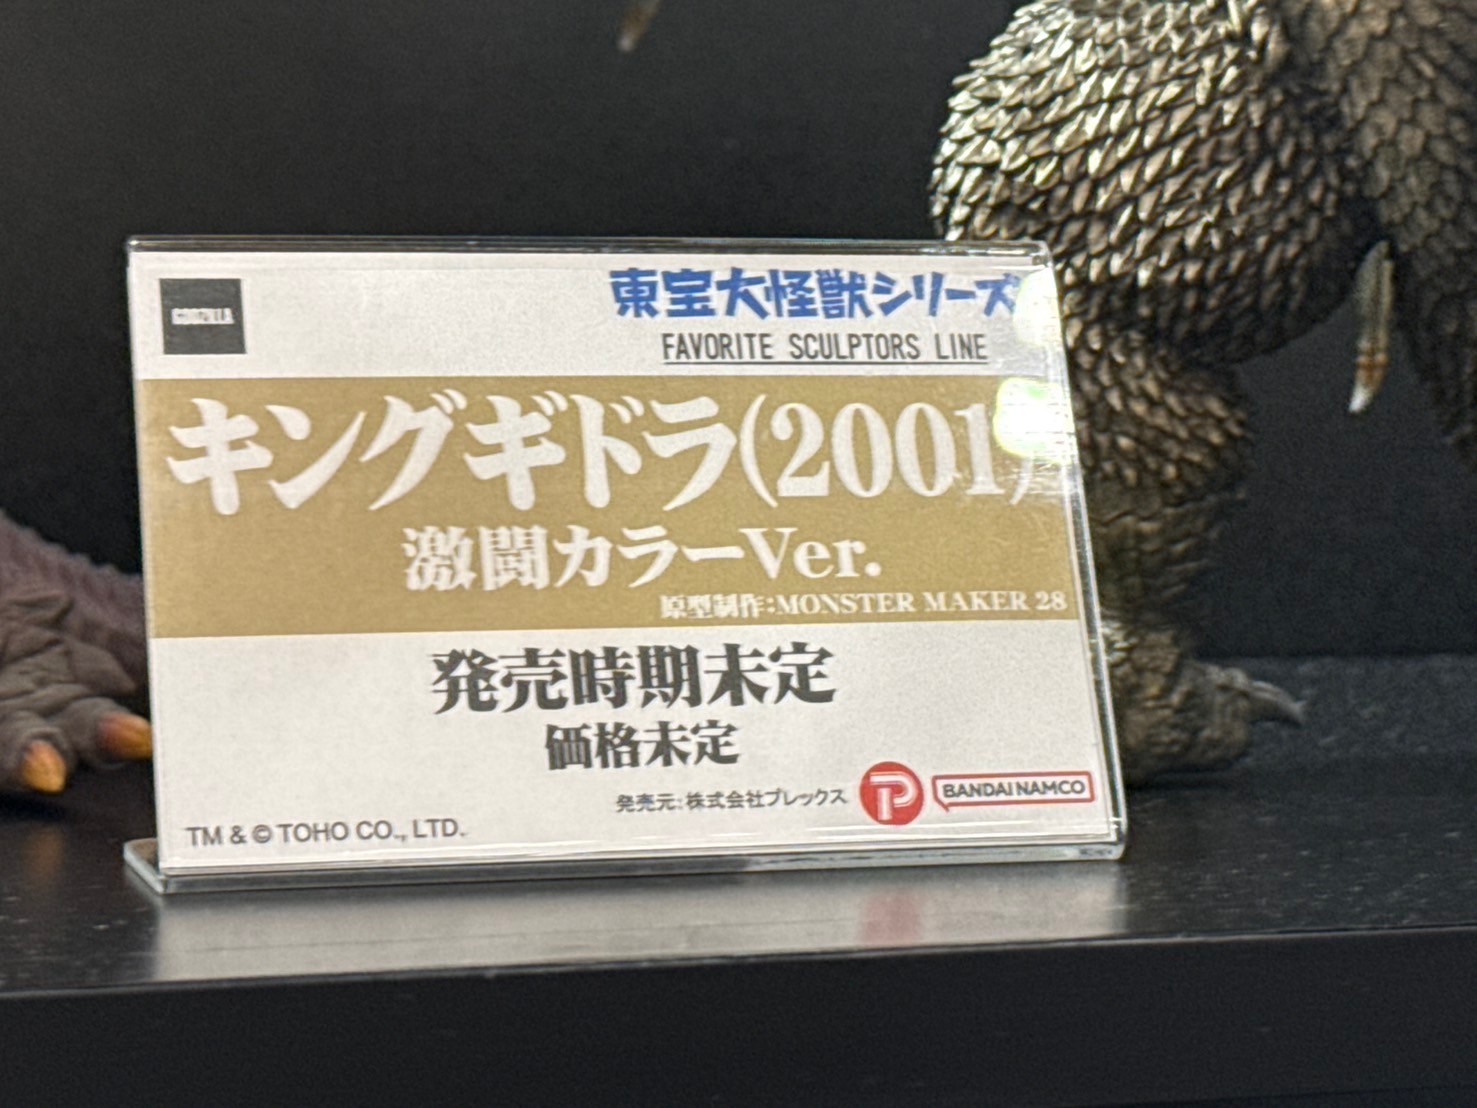 GODZILLA
東宝大怪獣シリーズ
FAVORITE SCULPTORS LINE
キングギドラ(2001)
激闘カラーVer.
原型制作:MONSTER MAKER 28
発売時期未定
価格未定
発売元:株式会社プレックス
P
BANDAI NAMCO
TM & © TOHO CO., LTD.